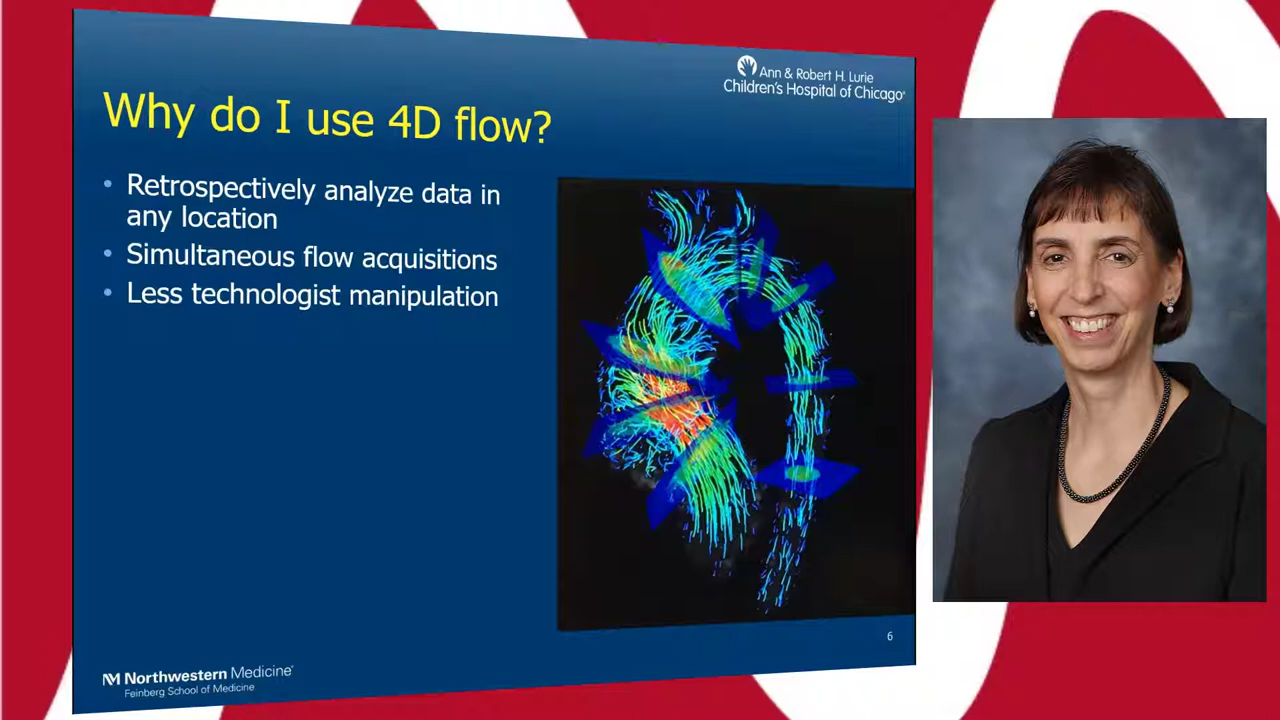 Ann & Robert H. Lurie
Children's Hospital of Chicago®
Why do I use 4D flow?
• Retrospectively analyze data in
any location
• Simultaneous flow acquisitions
• Less technologist manipulation
6
Northwestern Medicine®
Feinberg School of Medicine